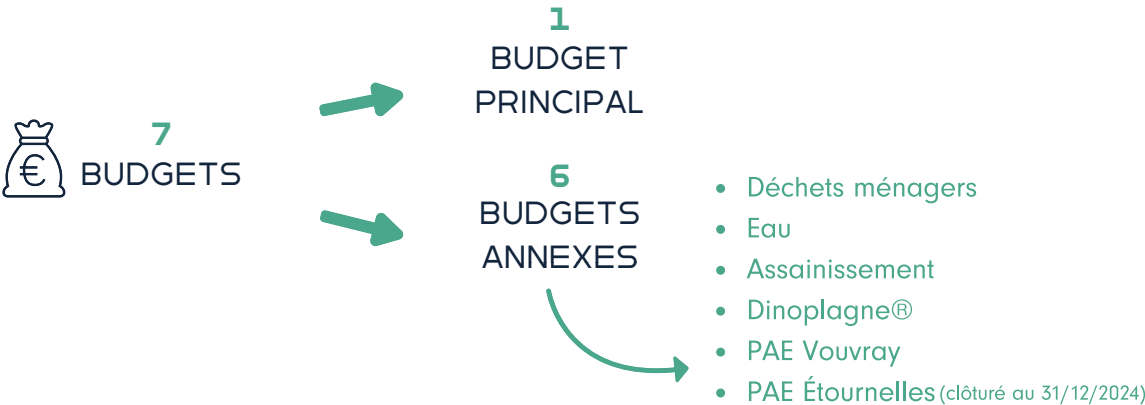 €
7
BUDGETS
1
BUDGET
PRINCIPAL
6
BUDGETS
ANNEXES
• Déchets ménagers
• Eau
• Assainissement
• Dinoplagne®
• PAE Vouvray
• PAE Étournelles (clôturé au 31/12/2024)